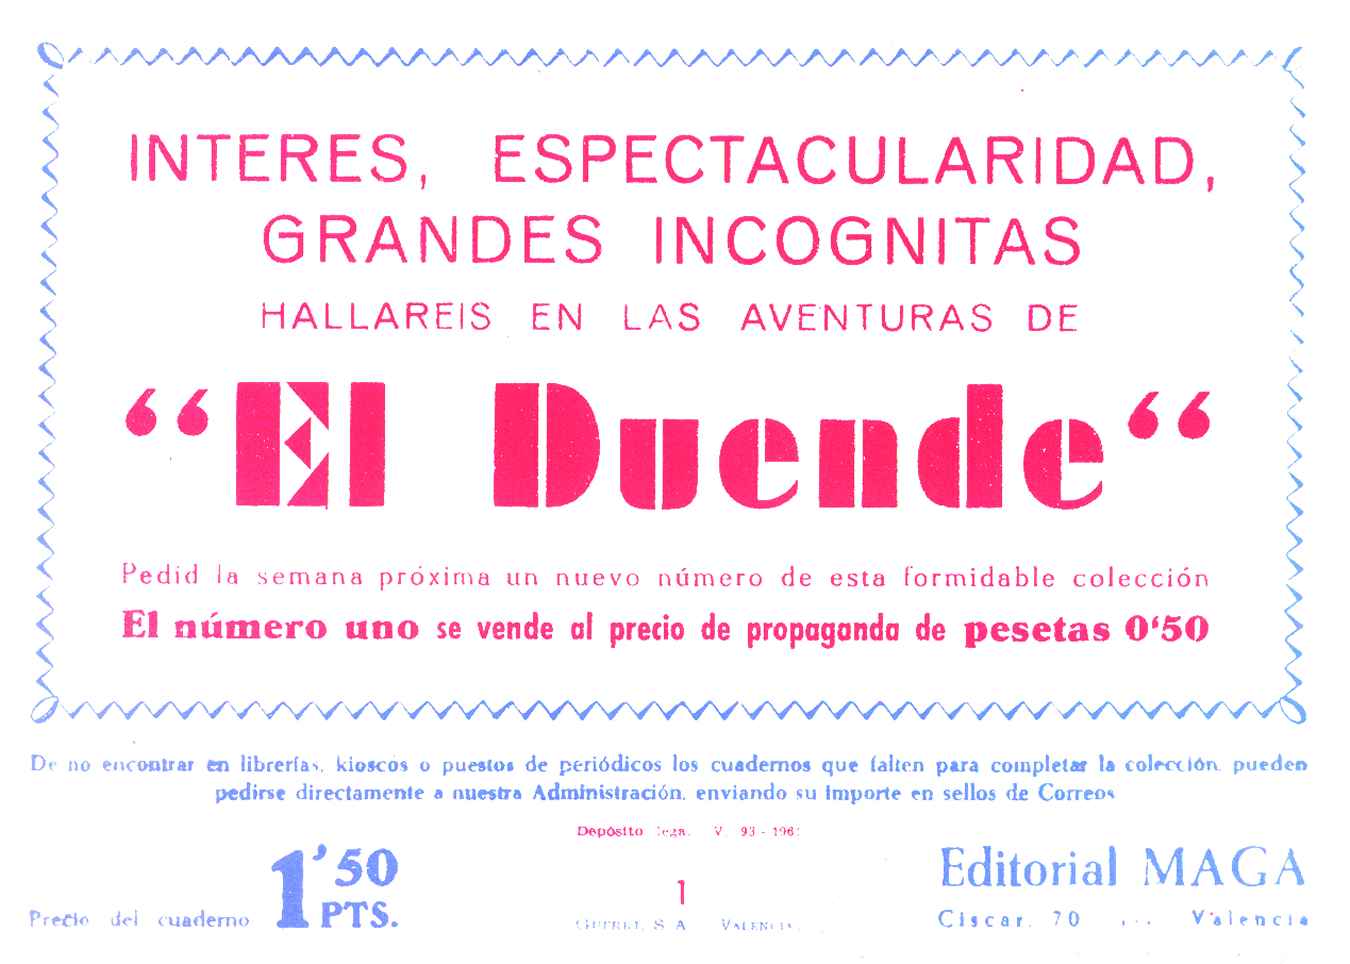 INTERES, ESPECTACULARIDAD,
GRANDES INCOGNITAS
HALLAREIS EN LAS AVENTURAS DE
“El Duende“
Pedid la semana próxima un nuevo número de esta formidable colección
El número uno se vende al precio de propaganda de pesetas 0‘50
De no encontrar en librerías, kioscos o puestos de periódicos los cuadernos que falten para completar la colección, pueden
pedirse directamente a nuestra Administración, enviando su importe en sellos de Correos
Depósito legal. V. 93 -
Precio del cuaderno 1’50 PTS.
1
S. A. VALENCIA
Editorial MAGA
Ciscar, 70 ... Valencia